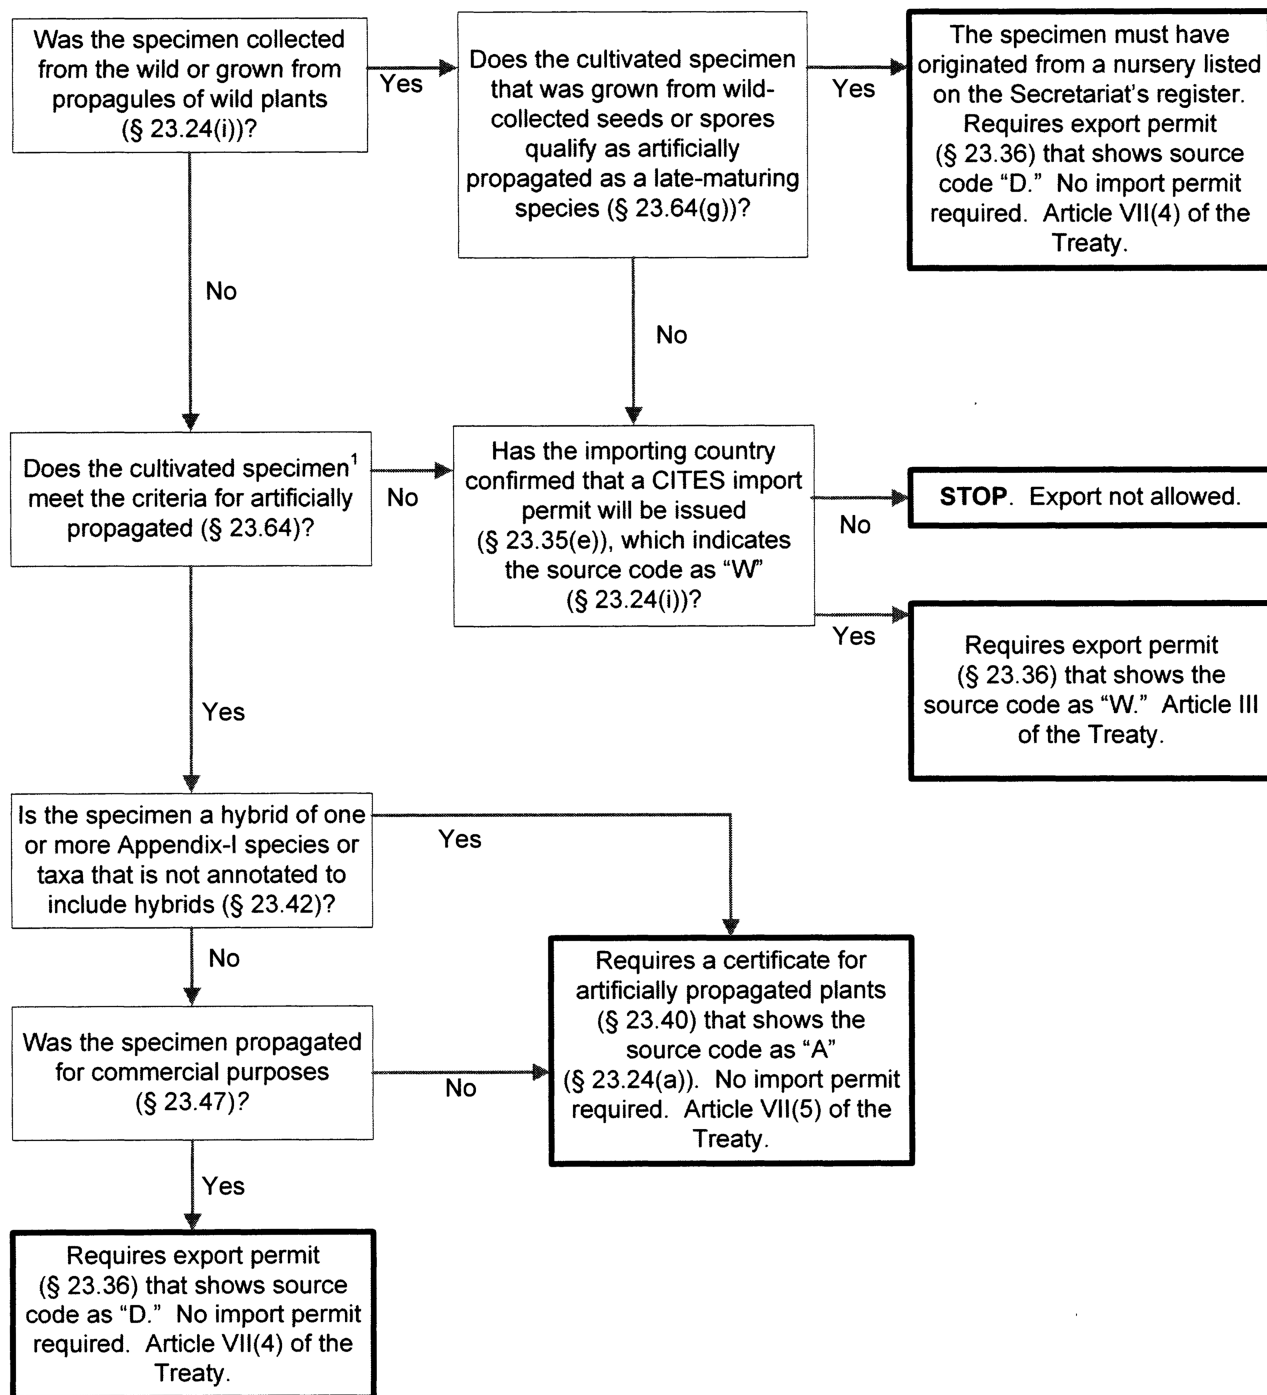 Was the specimen collected
from the wild or grown from
propagules of wild plants
(§ 23.24(i))?
Yes
Does the cultivated specimen
that was grown from wild-
collected seeds or spores
qualify as artificially
propagated as a late-maturing
species (§ 23.64(g))?
Yes
The specimen must have
originated from a nursery listed
on the Secretariat's register.
Requires export permit
(§ 23.36) that shows source
code “D.” No import permit
required. Article VII(4) of the
Treaty.
No
No
Does the cultivated specimen1
meet the criteria for artificially
propagated (§ 23.64)?
No
Has the importing country
confirmed that a CITES import
permit will be issued
(§ 23.35(e)), which indicates
the source code as “W”
(§ 23.24(i))?
No
STOP. Export not allowed.
Yes
Requires export permit
(§ 23.36) that shows the
source code as “W.” Article III
of the Treaty.
Yes
Is the specimen a hybrid of one
or more Appendix-I species or
taxa that is not annotated to
include hybrids (§ 23.42)?
Yes
No
Requires a certificate for
artificially propagated plants
(§ 23.40) that shows the
source code as “A”
(§ 23.24(a)). No import permit
required. Article VII(5) of the
Treaty.
Was the specimen propagated
for commercial purposes
(§ 23.47)?
No
Yes
Requires export permit
(§ 23.36) that shows source
code as “D.” No import permit
required. Article VII(4) of the
Treaty.